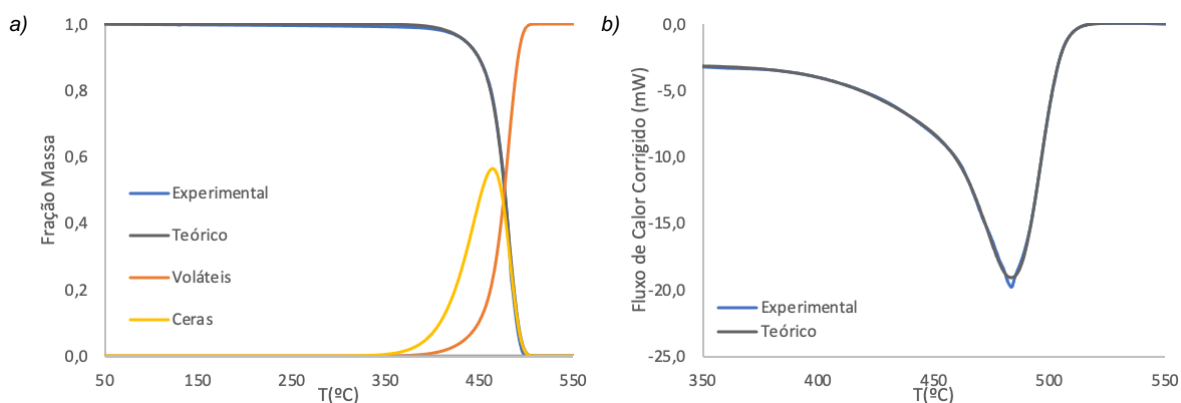 a)
Fração Massa
1,0
0,8
0,6
0,4
0,2
0,0
Experimental
Teórico
Voláteis
Ceras
50
150
250
350
450
550
T(ºC)
b)
Fluxo de Calor Corrigido (mW)
0,0
-5,0
-10,0
-15,0
-20,0
-25,0
Experimental
Teórico
350
400
450
500
550
T(ºC)